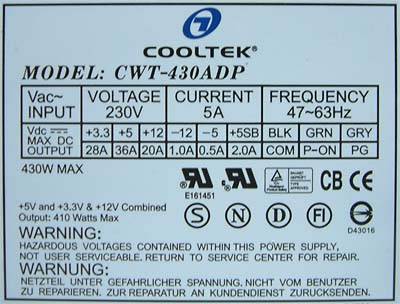 COOLTEK®
MODEL: CWT-430ADP
Vac~ INPUT VOLTAGE 230V CURRENT 5A FREQUENCY 47~63Hz
Vdc MAX DC OUTPUT +3.3 +5 +12 -12 -5 +5SB BLK GRN GRY
28A 36A 20A 1.0A 0.5A 2.0A COM P-ON PG
430W MAX
E161451
+5V and +3.3V & +12V Combined
Output: 410 Watts Max
S N D FI
D43016
WARNING:
HAZARDOUS VOLTAGES CONTAINED WITHIN THIS POWER SUPPLY,
NOT USER SERVICEABLE. RETURN TO SERVICE CENTER FOR REPAIR.
WARNUNG:
NETZTEIL UNTER GEFAHRLICHER SPANNUNG. NICHT VOM BENUTZER
ZU REPARIEREN. ZUR REPARATUR AN EINSENDER ZURUCKSENDEN.